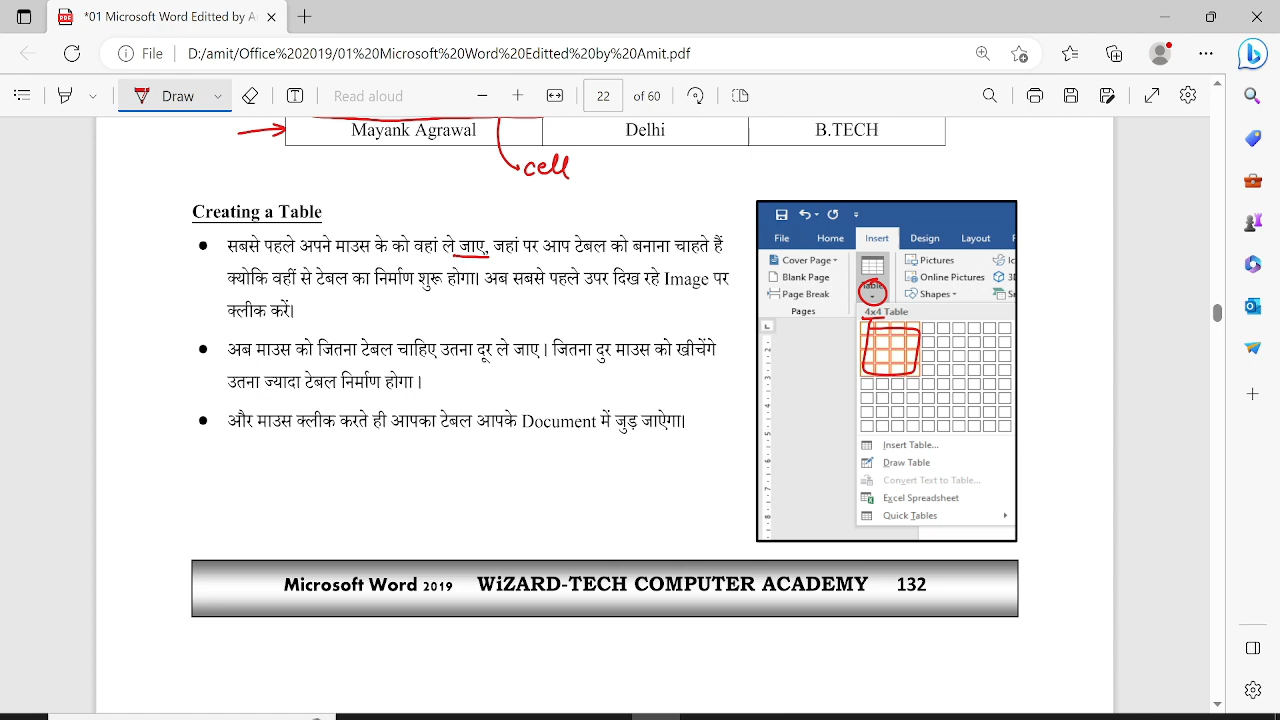 *01 Microsoft Word Editted by A
File D:/amit/Office%202019/01%20Microsoft%20Word%20Editted%20by%20Amit.pdf
Draw Read aloud 22 of 60
Mayank Agrawal Delhi B.TECH
cell
Creating a Table
सबसे पहले अपने माउस के को वहां ले जाए, जहां पर आप टेबल को बनाना चाहते हैं
क्योकि वहीं से टेबल का निर्माण शुरू होगा। अब सबसे पहले उपर दिख रहे Image पर
क्लीक करें।
अब माउस को जितना टेबल चाहिए उतना दूर ले जाए। जितना दुर माउस को खीचेंगे
उतना ज्यादा टेबल निर्माण होगा।
और माउस क्लीक करते ही आपका टेबल आपके Document में जुड़ जाऐगा।
File Home Insert Design Layout
Cover Page
Blank Page
Page Break
Pages
Table
Pictures
Online Pictures
Shapes
4x4 Table
Insert Table...
Draw Table
Convert Text to Table...
Excel Spreadsheet
Quick Tables
Microsoft Word 2019 WiZARD-TECH COMPUTER ACADEMY 132